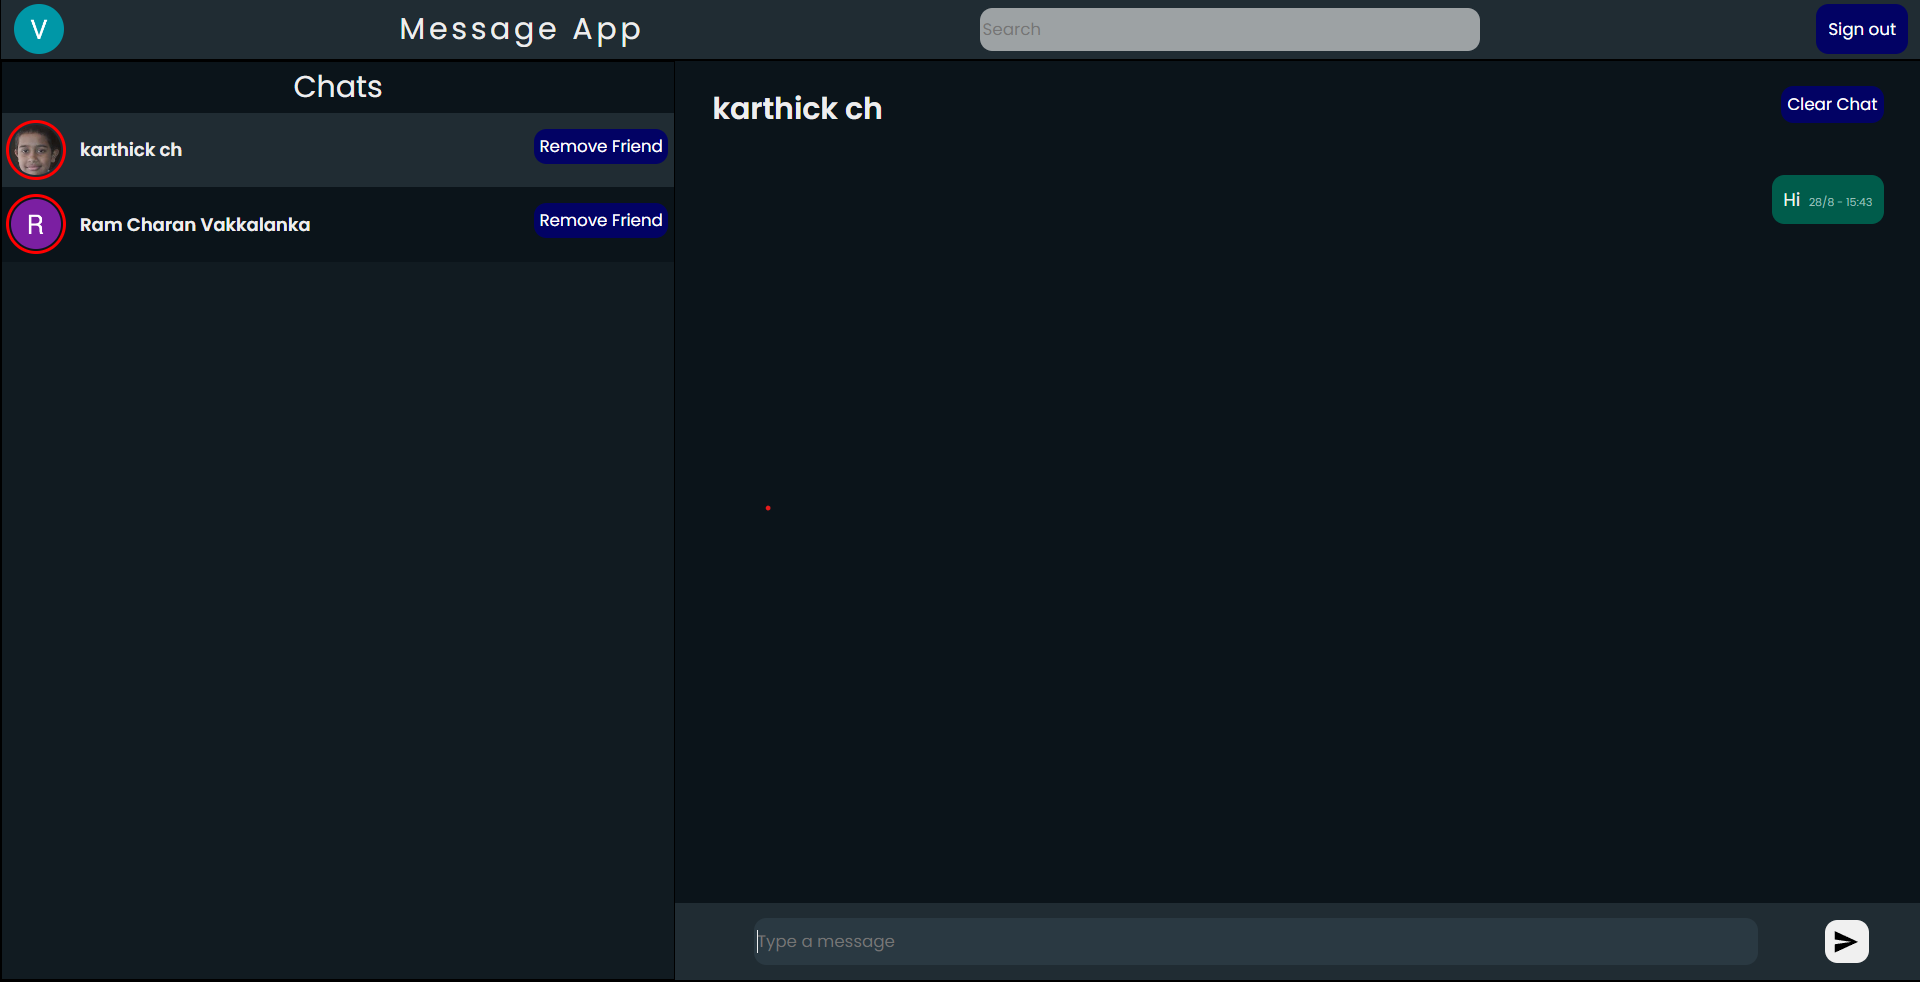 V
Message App
Search
Sign out
Chats
karthick ch
Remove Friend
R
Ram Charan Vakkalanka
Remove Friend
karthick ch
Clear Chat
Hi 28/8 - 15:43
Type a message